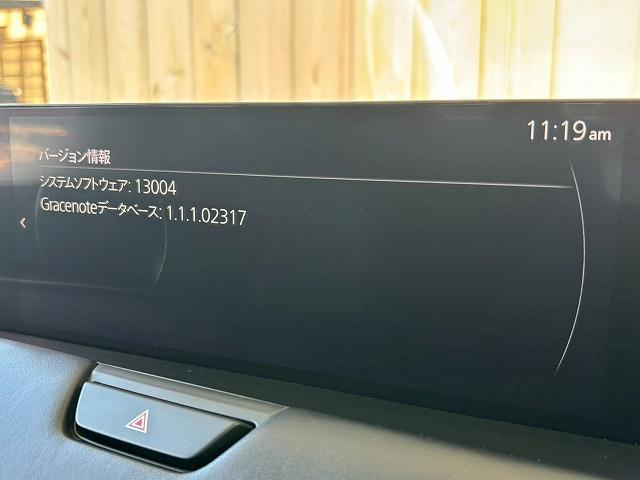 11:19 am
バージョン情報
システムソフトウェア: 13004
Gracenoteデータベース: 1.1.1.02317